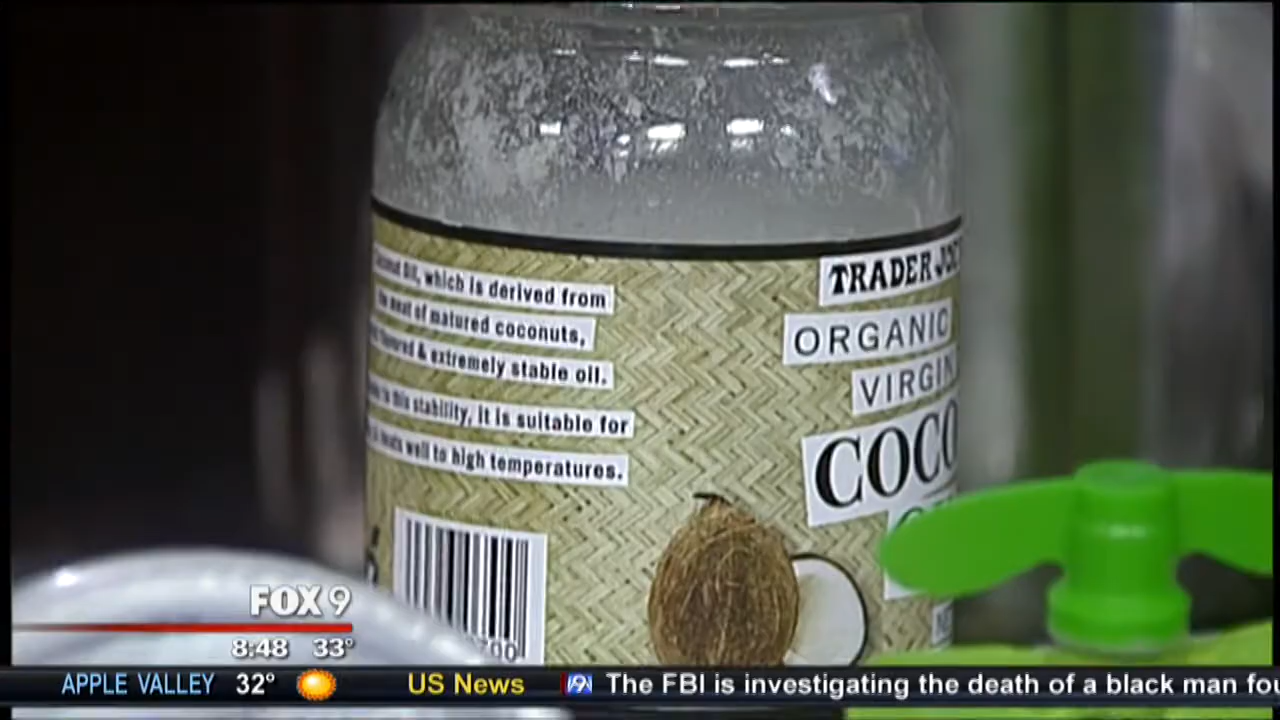 which is derived from
of matured coconuts,
& extremely stable oil.
this stability, it is suitable for
well to high temperatures.
TRADER
ORGANIC
VIRGIN
COCO
FOX 9
8:48 33°
APPLE VALLEY 32° US News The FBI is investigating the death of a black man fou